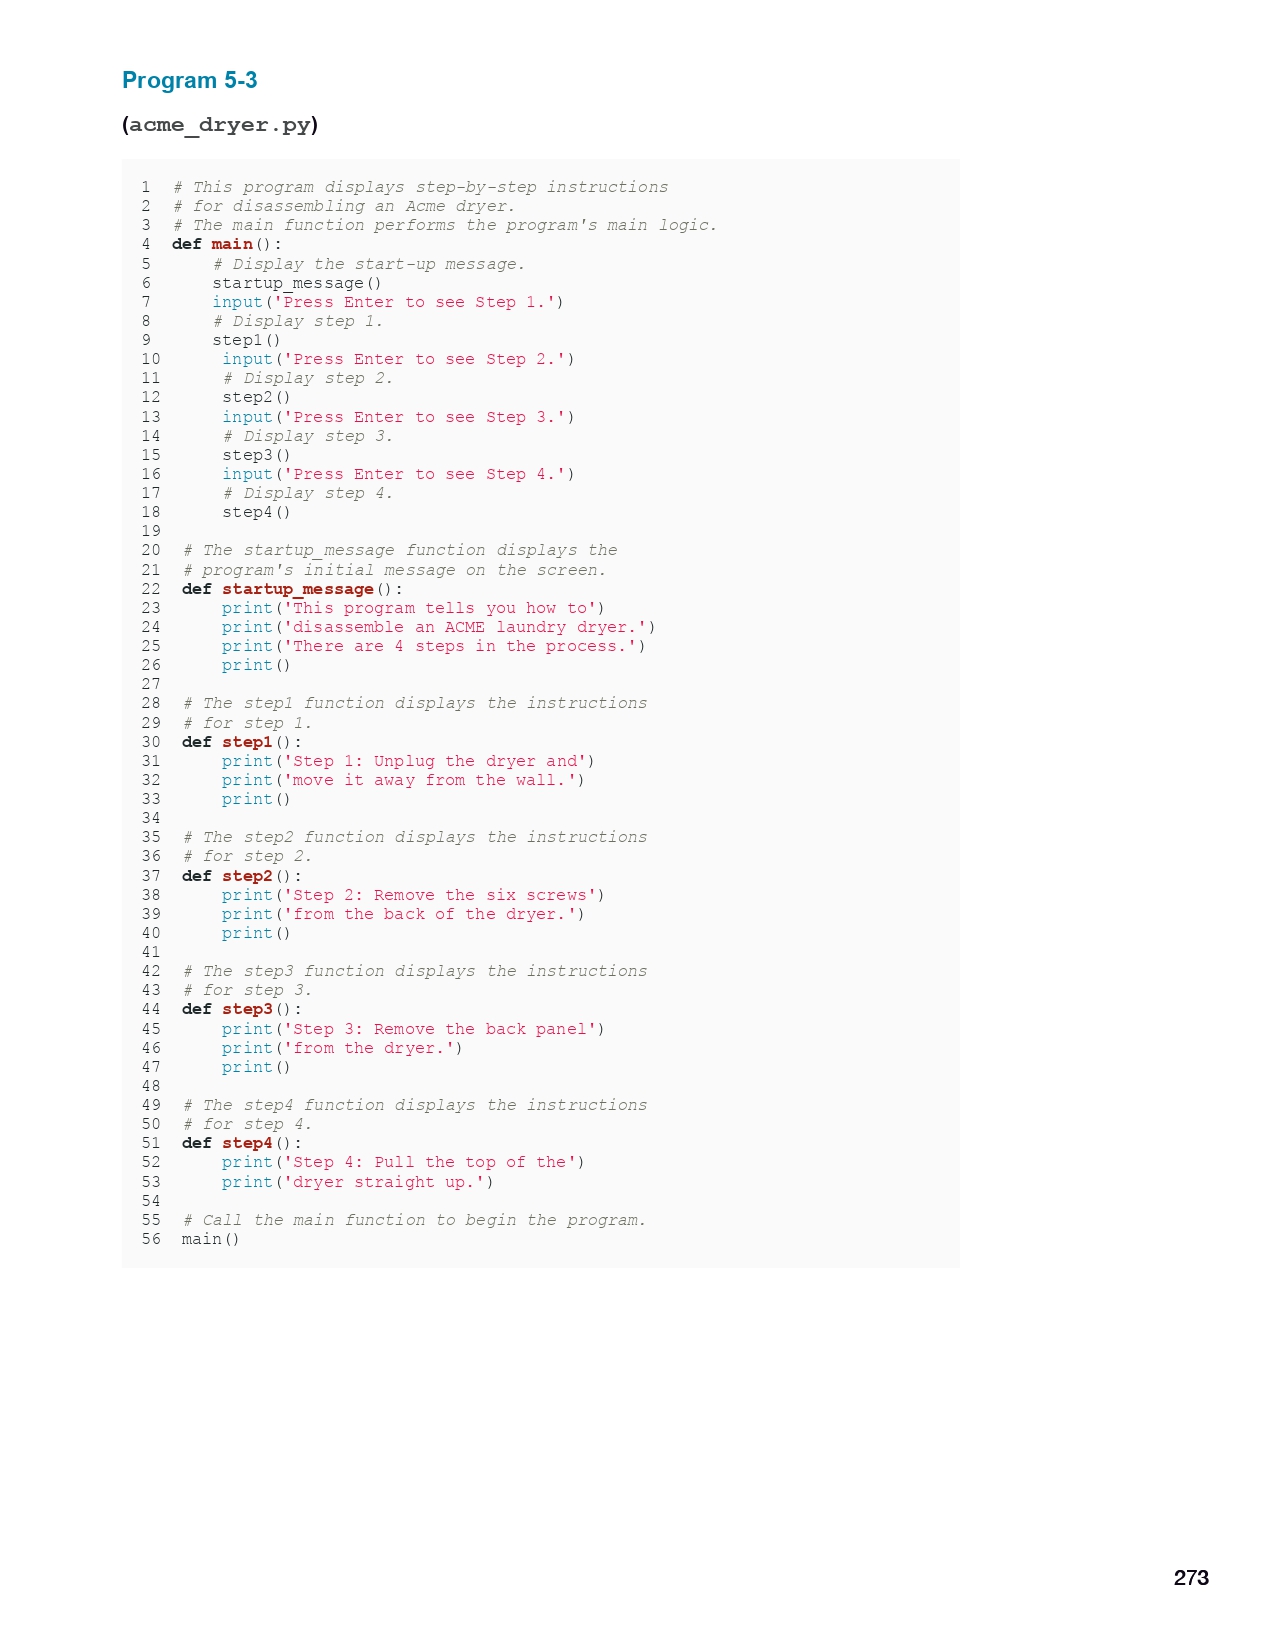 Program 5-3
(acme_dryer.py)
1 # This program displays step-by-step instructions
2 # for disassembling an Acme dryer.
3 # The main function performs the program's main logic.
4 def main():
5     # Display the start-up message.
6     startup_message()
7     input('Press Enter to see Step 1.')
8     # Display step 1.
9     step1()
10     input('Press Enter to see Step 2.')
11     # Display step 2.
12     step2()
13     input('Press Enter to see Step 3.')
14     # Display step 3.
15     step3()
16     input('Press Enter to see Step 4.')
17     # Display step 4.
18     step4()
19
20 # The startup_message function displays the
21 # program's initial message on the screen.
22 def startup_message():
23     print('This program tells you how to')
24     print('disassemble an ACME laundry dryer.')
25     print('There are 4 steps in the process.')
26     print()
27
28 # The step1 function displays the instructions
29 # for step 1.
30 def step1():
31     print('Step 1: Unplug the dryer and')
32     print('move it away from the wall.')
33     print()
34
35 # The step2 function displays the instructions
36 # for step 2.
37 def step2():
38     print('Step 2: Remove the six screws')
39     print('from the back of the dryer.')
40     print()
41
42 # The step3 function displays the instructions
43 # for step 3.
44 def step3():
45     print('Step 3: Remove the back panel')
46     print('from the dryer.')
47     print()
48
49 # The step4 function displays the instructions
50 # for step 4.
51 def step4():
52     print('Step 4: Pull the top of the')
53     print('dryer straight up.')
54
55 # Call the main function to begin the program.
56 main()
273